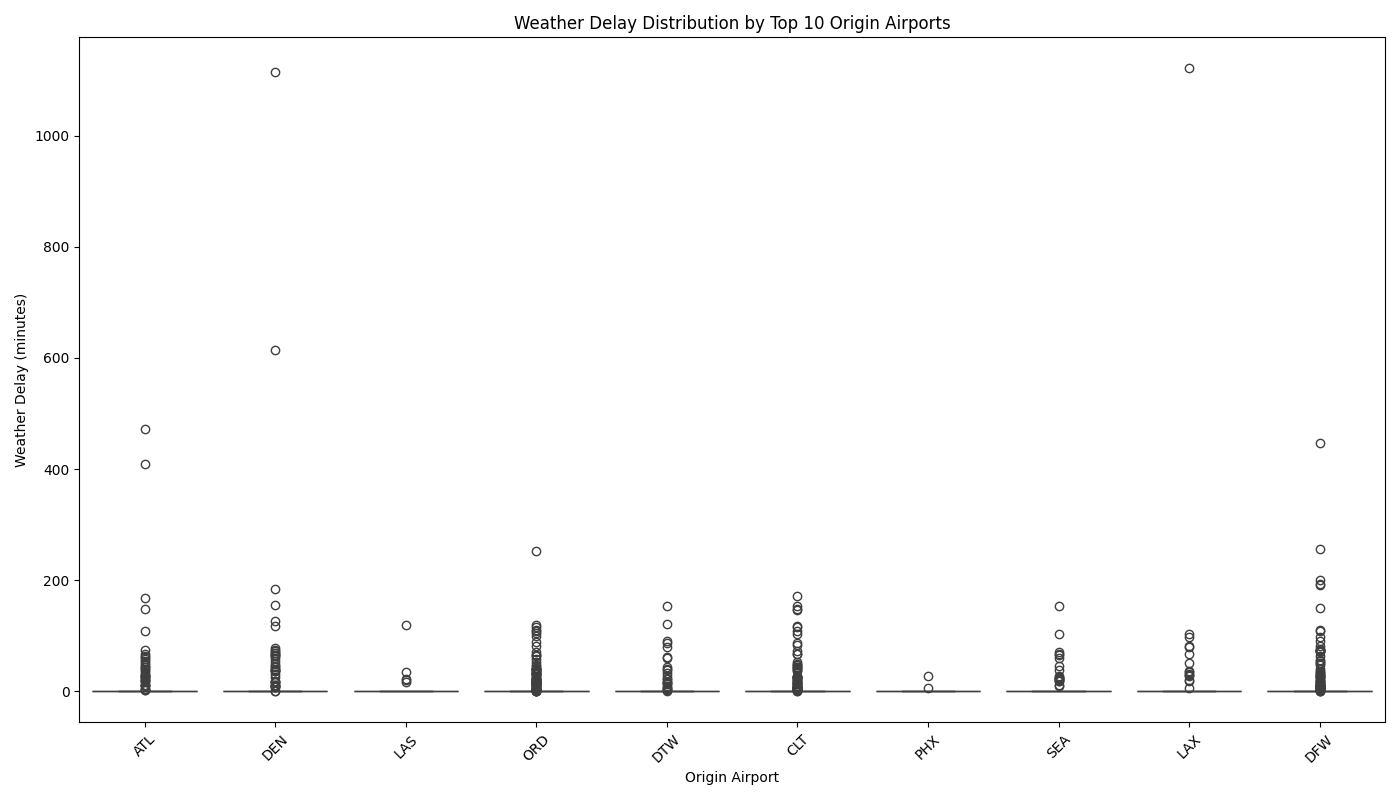 Weather Delay Distribution by Top 10 Origin Airports
Weather Delay (minutes)
1000
800
600
400
200
0
ATL
DEN
LAS
ORD
DTW
CLT
PHX
SEA
LAX
DFW
Origin Airport